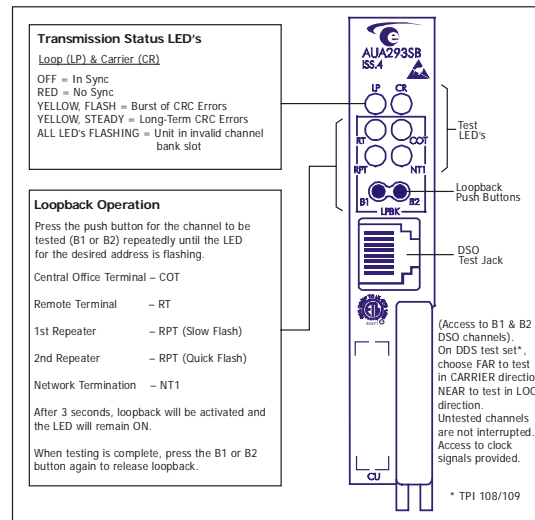 Transmission Status LED's
Loop (LP) & Carrier (CR)
OFF = In Sync
RED = No Sync
YELLOW, FLASH = Burst of CRC Errors
YELLOW, STEADY = Long-Term CRC Errors
ALL LED's FLASHING = Unit in invalid channel
bank slot
Loopback Operation
Press the push button for the channel to be
tested (B1 or B2) repeatedly until the LED
for the desired address is flashing.
Central Office Terminal – COT
Remote Terminal – RT
1st Repeater – RPT (Slow Flash)
2nd Repeater – RPT (Quick Flash)
Network Termination – NT1
After 3 seconds, loopback will be activated and
the LED will remain ON.
When testing is complete, press the B1 or B2
button again to release loopback.
AUA293SB
ISS.4
LP CR
RT COT
RPT NT1
B1 B2
LPBK
CU
Test
LED's
Loopback
Push Buttons
DSO
Test Jack
(Access to B1 & B2
DSO channels).
On DDS test set*,
choose FAR to test
in CARRIER directio
NEAR to test in LOO
direction.
Untested channels
are not interrupted.
Access to clock
signals provided.
* TPI 108/109